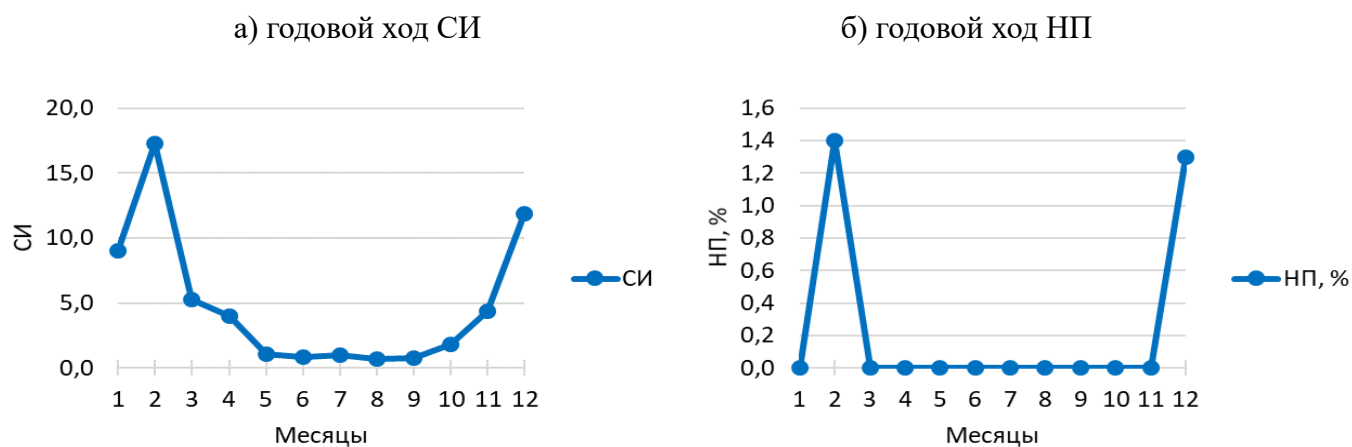 а) годовой ход СИ
б) годовой ход НП
20,0
15,0
10,0
5,0
0,0
СИ
1 2 3 4 5 6 7 8 9 10 11 12
Месяцы
СИ
1,6
1,4
1,2
1,0
0,8
0,6
0,4
0,2
0,0
НП, %
1 2 3 4 5 6 7 8 9 10 11 12
Месяцы
НП, %